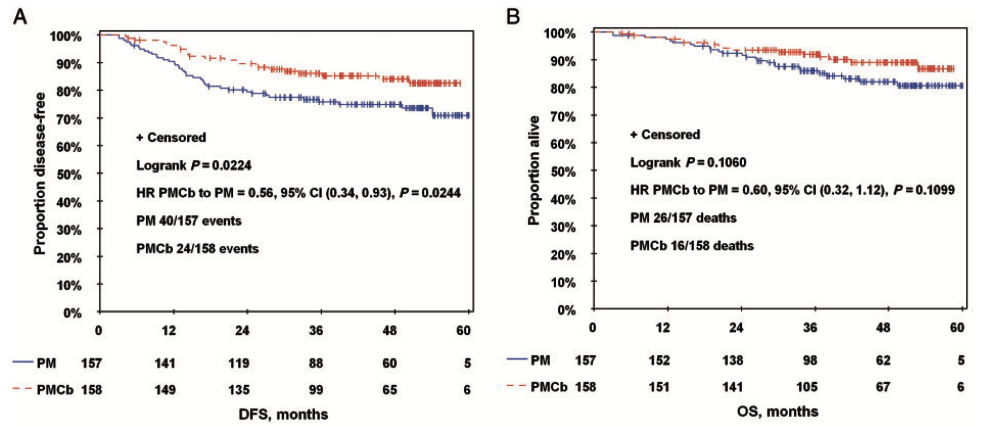 A
100%
90%
80%
70%
60%
50%
40%
30%
20%
10%
0%
Proportion disease-free
+ Censored
Logrank P = 0.0224
HR PMCb to PM = 0.56, 95% CI (0.34, 0.93), P = 0.0244
PM 40/157 events
PMCb 24/158 events
0 12 24 36 48 60
PM 157 141 119 88 60 5
PMCb 158 149 135 99 65 6
DFS, months
B
100%
90%
80%
70%
60%
50%
40%
30%
20%
10%
0%
Proportion alive
+ Censored
Logrank P = 0.1060
HR PMCb to PM = 0.60, 95% CI (0.32, 1.12), P = 0.1099
PM 26/157 deaths
PMCb 16/158 deaths
0 12 24 36 48 60
PM 157 152 138 98 62 5
PMCb 158 151 141 105 67 6
OS, months